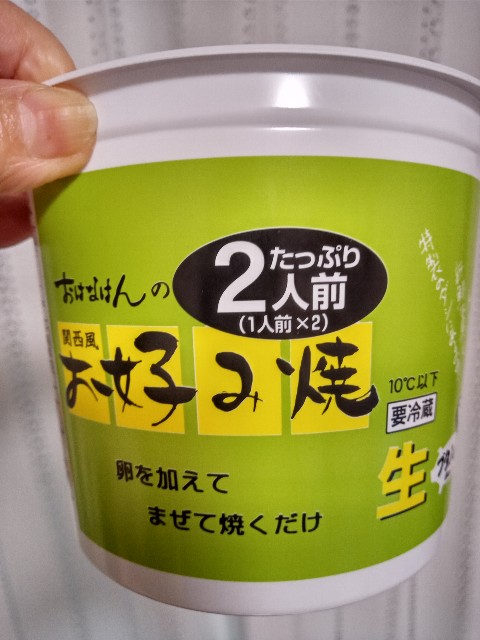 おはなはんの
たっぷり
2人前
(1人前×2)
関西風
お好み焼
10℃以下
要冷蔵
生
卵を加えて
まぜて焼くだけ